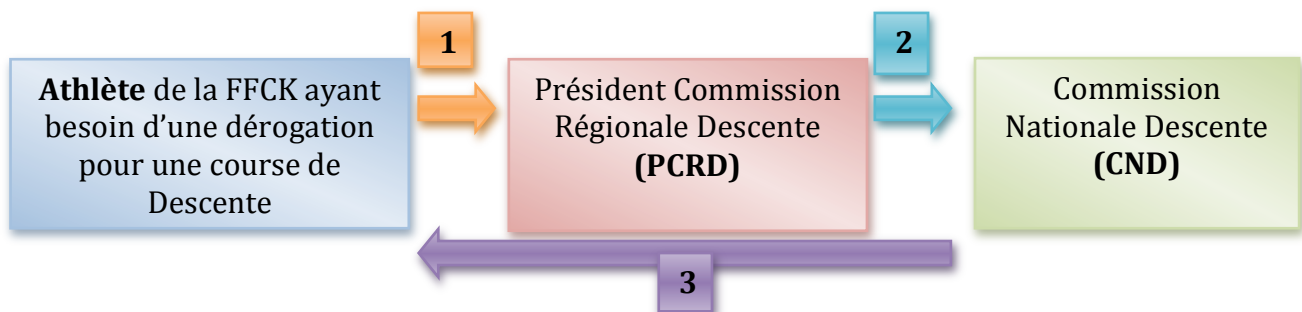 1
2
Athlète de la FFCK ayant
besoin d’une dérogation
pour une course de
Descente
Président Commission
Régionale Descente
(PCRD)
Commission
Nationale Descente
(CND)
3